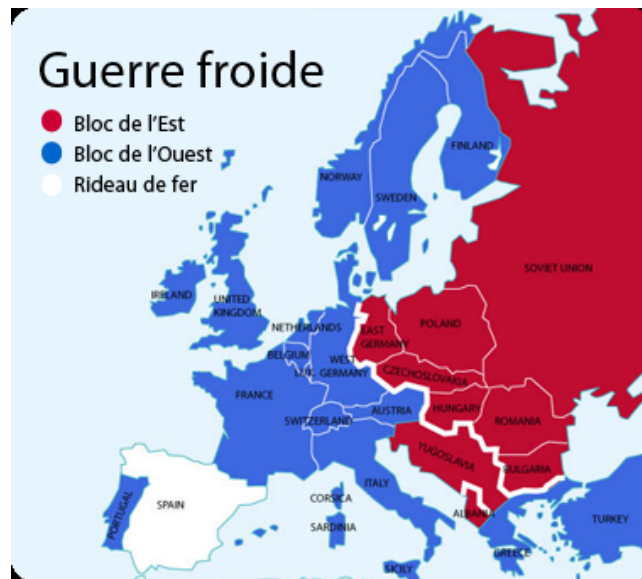 Guerre froide
Bloc de l'Est
Bloc de l'Ouest
Rideau de fer
FINLAND
NORWAY
SWEDEN
SOVIET UNION
IRELAND
UNITED
KINGDOM
NETHERLANDS
EAST
GERMANY
POLAND
BELGIUM
LUX.
WEST
GERMANY
CZECHOSLOVAKIA
FRANCE
SWITZERLAND
AUSTRIA
HUNGARY
ROMANIA
YUGOSLAVIA
BULGARIA
ITALY
CORSICA
SPAIN
PORTUGAL
SARDINIA
ALBANIA
TURKEY
GREECE
SICILY